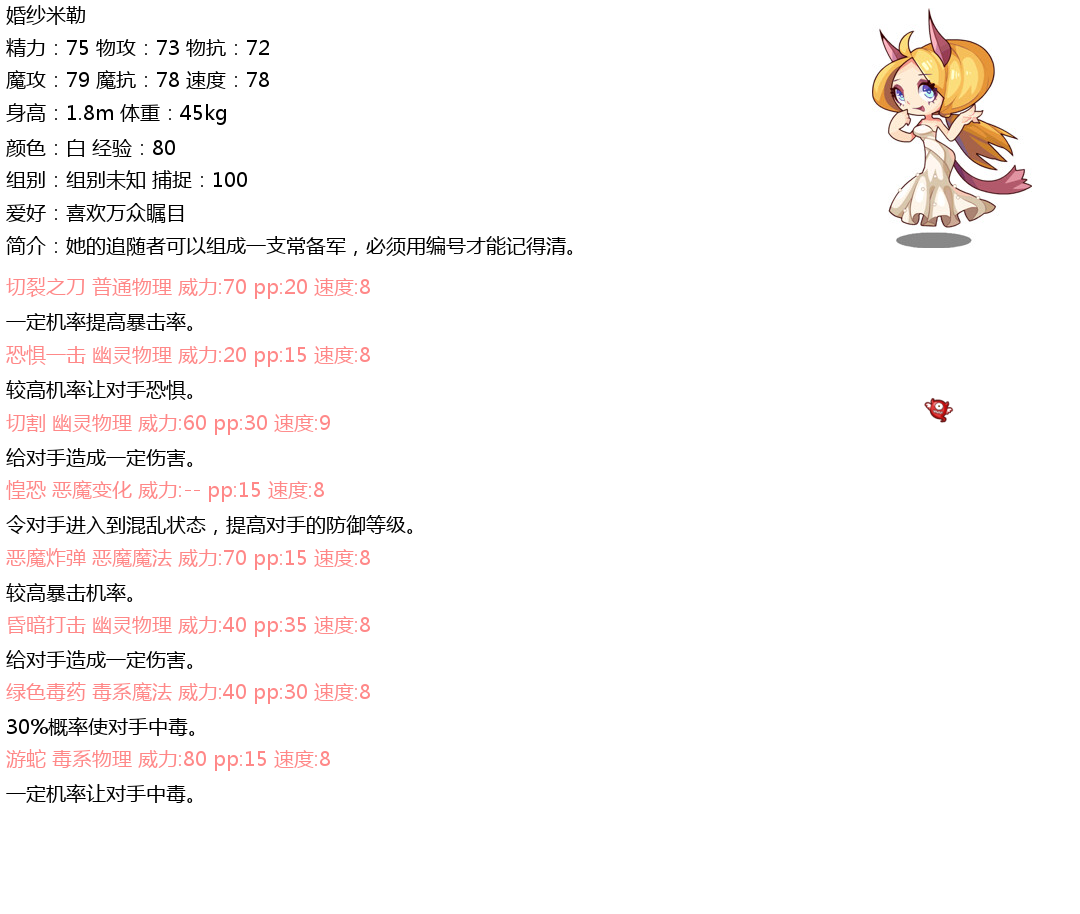 婚纱米勒
精力：75 物攻：73 物抗：72
魔攻：79 魔抗：78 速度：78
身高：1.8m 体重：45kg
颜色：白 经验：80
组别：组别未知 捕捉：100
爱好：喜欢万众瞩目
简介：她的追随者可以组成一支常备军，必须用编号才能记得清。
切裂之刀 普通物理 威力:70 pp:20 速度:8
一定机率提高暴击率。
恐惧一击 幽灵物理 威力:20 pp:15 速度:8
较高机率让对手恐惧。
切割 幽灵物理 威力:60 pp:30 速度:9
给对手造成一定伤害。
惶恐 恶魔变化 威力:-- pp:15 速度:8
令对手进入到混乱状态，提高对手的防御等级。
恶魔炸弹 恶魔魔法 威力:70 pp:15 速度:8
较高暴击机率。
昏暗打击 幽灵物理 威力:40 pp:35 速度:8
给对手造成一定伤害。
绿色毒药 毒系魔法 威力:40 pp:30 速度:8
30%概率使对手中毒。
游蛇 毒系物理 威力:80 pp:15 速度:8
一定机率让对手中毒。